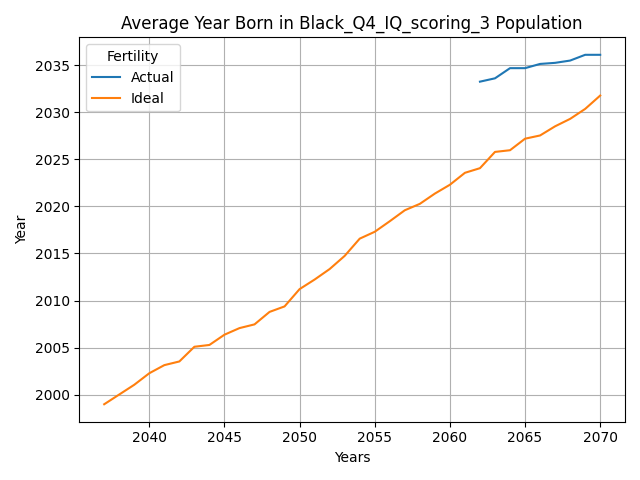 Average Year Born in Black_Q4_IQ_scoring_3 Population
Fertility
Actual
Ideal
2035
2030
2025
2020
2015
2010
2005
2000
Year
2040 2045 2050 2055 2060 2065 2070
Years